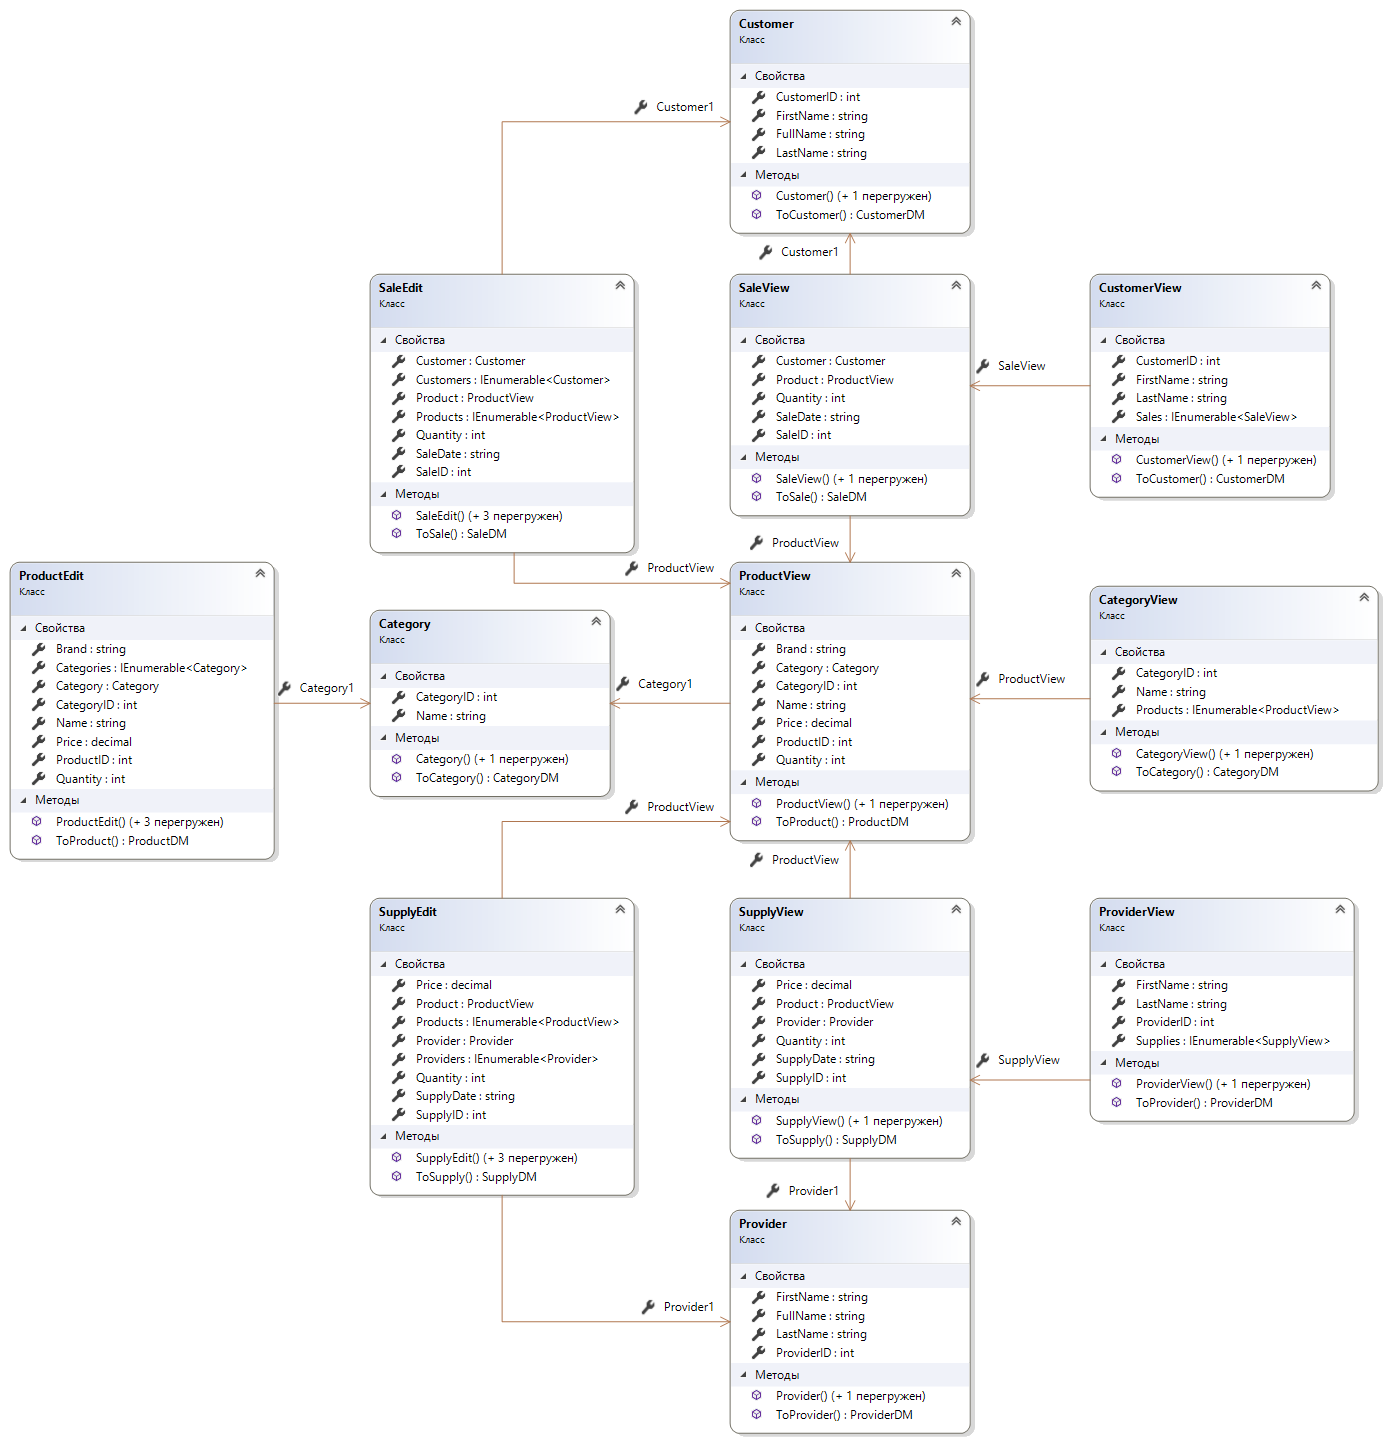 Customer
Класс
Свойства
CustomerID : int
FirstName : string
FullName : string
LastName : string
Методы
Customer() (+ 1 перегружен)
ToCustomer() : CustomerDM
Customer1
Customer1
SaleEdit
Класс
Свойства
Customer : Customer
Customers : IEnumerable<Customer>
Product : ProductView
Products : IEnumerable<ProductView>
Quantity : int
SaleDate : string
SaleID : int
Методы
SaleEdit() (+ 3 перегружен)
ToSale() : SaleDM
SaleView
Класс
Свойства
Customer : Customer
Product : ProductView
Quantity : int
SaleDate : string
SaleID : int
Методы
SaleView() (+ 1 перегружен)
ToSale() : SaleDM
SaleView
CustomerView
Класс
Свойства
CustomerID : int
FirstName : string
LastName : string
Sales : IEnumerable<SaleView>
Методы
CustomerView() (+ 1 перегружен)
ToCustomer() : CustomerDM
ProductView
ProductView
ProductEdit
Класс
Свойства
Brand : string
Categories : IEnumerable<Category>
Category : Category
CategoryID : int
Name : string
Price : decimal
ProductID : int
Quantity : int
Методы
ProductEdit() (+ 3 перегружен)
ToProduct() : ProductDM
Category1
Category
Класс
Свойства
CategoryID : int
Name : string
Методы
Category() (+ 1 перегружен)
ToCategory() : CategoryDM
Category1
ProductView
Класс
Свойства
Brand : string
Category : Category
CategoryID : int
Name : string
Price : decimal
ProductID : int
Quantity : int
Методы
ProductView() (+ 1 перегружен)
ToProduct() : ProductDM
ProductView
CategoryView
Класс
Свойства
CategoryID : int
Name : string
Products : IEnumerable<ProductView>
Методы
CategoryView() (+ 1 перегружен)
ToCategory() : CategoryDM
ProductView
ProductView
SupplyEdit
Класс
Свойства
Price : decimal
Product : ProductView
Products : IEnumerable<ProductView>
Provider : Provider
Providers : IEnumerable<Provider>
Quantity : int
SupplyDate : string
SupplyID : int
Методы
SupplyEdit() (+ 3 перегружен)
ToSupply() : SupplyDM
SupplyView
Класс
Свойства
Price : decimal
Product : ProductView
Provider : Provider
Quantity : int
SupplyDate : string
SupplyID : int
Методы
SupplyView() (+ 1 перегружен)
ToSupply() : SupplyDM
SupplyView
ProviderView
Класс
Свойства
FirstName : string
LastName : string
ProviderID : int
Supplies : IEnumerable<SupplyView>
Методы
ProviderView() (+ 1 перегружен)
ToProvider() : ProviderDM
Provider1
Provider1
Provider
Класс
Свойства
FirstName : string
FullName : string
LastName : string
ProviderID : int
Методы
Provider() (+ 1 перегружен)
ToProvider() : ProviderDM